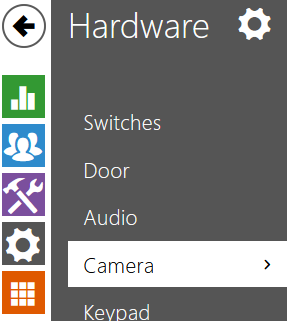 Hardware
Switches
Door
Audio
Camera
Keypad